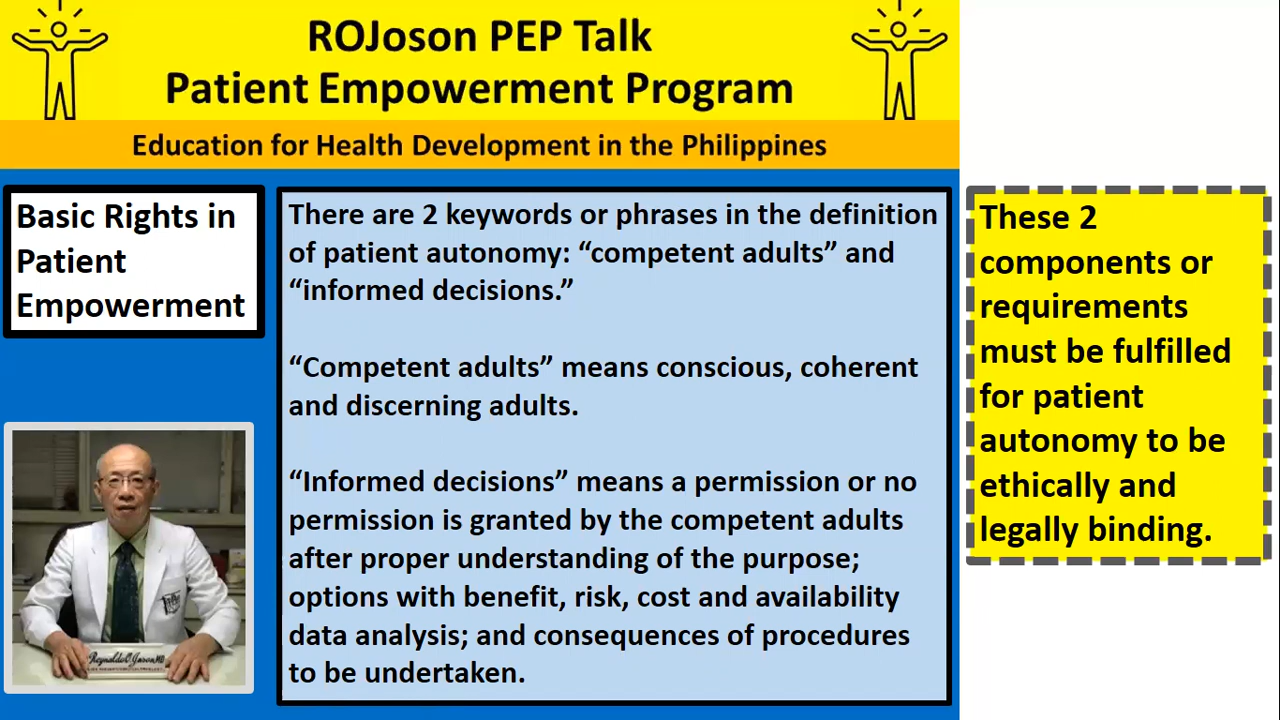 ROJoson PEP Talk
Patient Empowerment Program
Education for Health Development in the Philippines
Basic Rights in
Patient
Empowerment
There are 2 keywords or phrases in the definition
of patient autonomy: “competent adults” and
“informed decisions.”
“Competent adults” means conscious, coherent
and discerning adults.
“Informed decisions” means a permission or no
permission is granted by the competent adults
after proper understanding of the purpose;
options with benefit, risk, cost and availability
data analysis; and consequences of procedures
to be undertaken.
These 2
components or
requirements
must be fulfilled
for patient
autonomy to be
ethically and
legally binding.
Reynaldo O. Joson MD